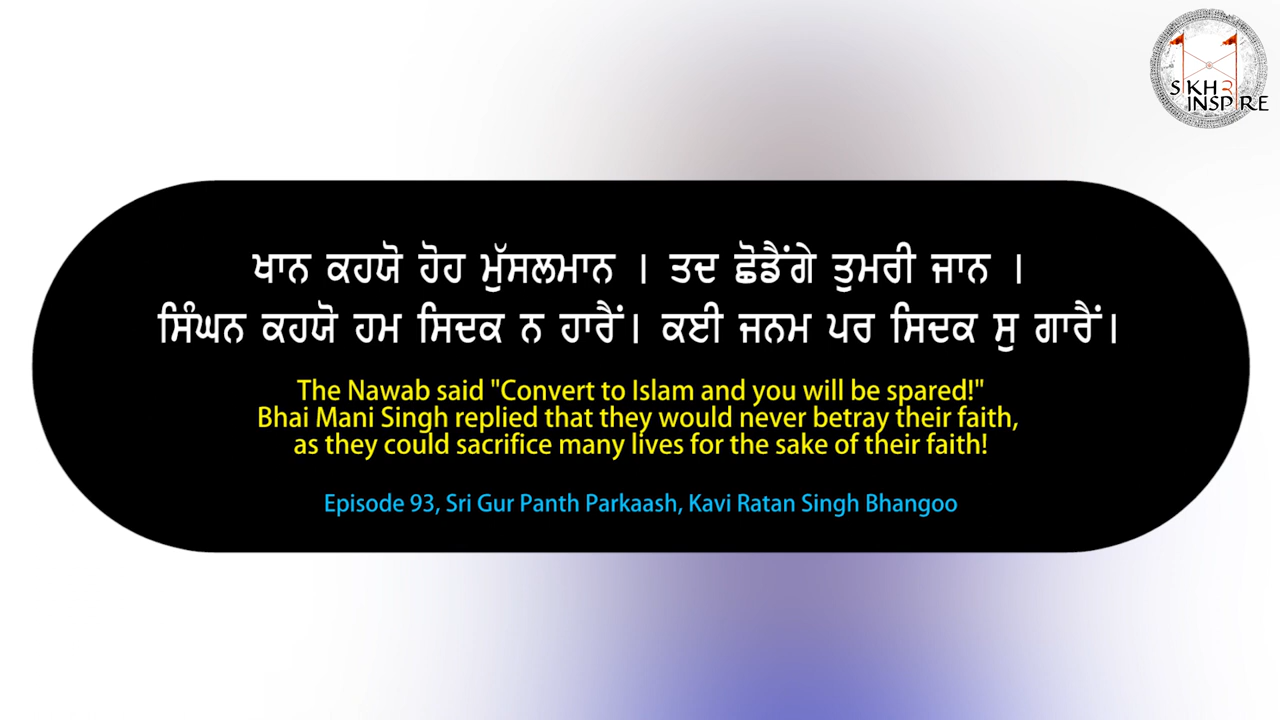 SIKHR
INSPIRE
ਖਾਨ ਕਹਯੋ ਹੋਹ ਮੁੱਸਲਮਾਨ । ਤਦ ਛੋਡੈਂਗੇ ਤੁਮਰੀ ਜਾਨ ।
ਸਿੰਘਨ ਕਹਯੋ ਹਮ ਸਿਦਕ ਨ ਹਾਰੈਂ। ਕਈ ਜਨਮ ਪਰ ਸਿਦਕ ਸੁ ਗਾਰੈਂ।
The Nawab said "Convert to Islam and you will be spared!"
Bhai Mani Singh replied that they would never betray their faith,
as they could sacrifice many lives for the sake of their faith!
Episode 93, Sri Gur Panth Parkaash, Kavi Ratan Singh Bhangoo